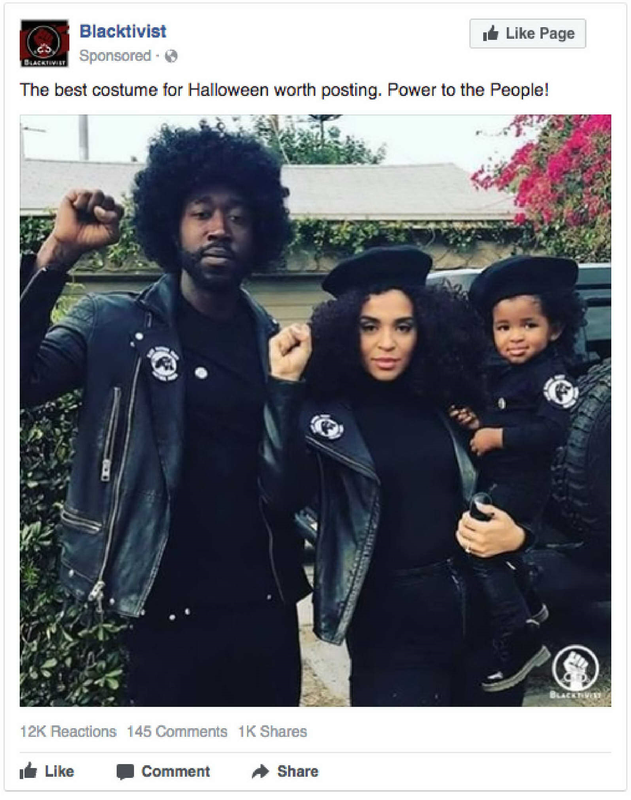 BLACKTIVIST
Blacktivist
Like Page
Sponsored ·
The best costume for Halloween worth posting. Power to the People!
BLACKTIVIST
12K Reactions 145 Comments 1K Shares
Like Comment Share